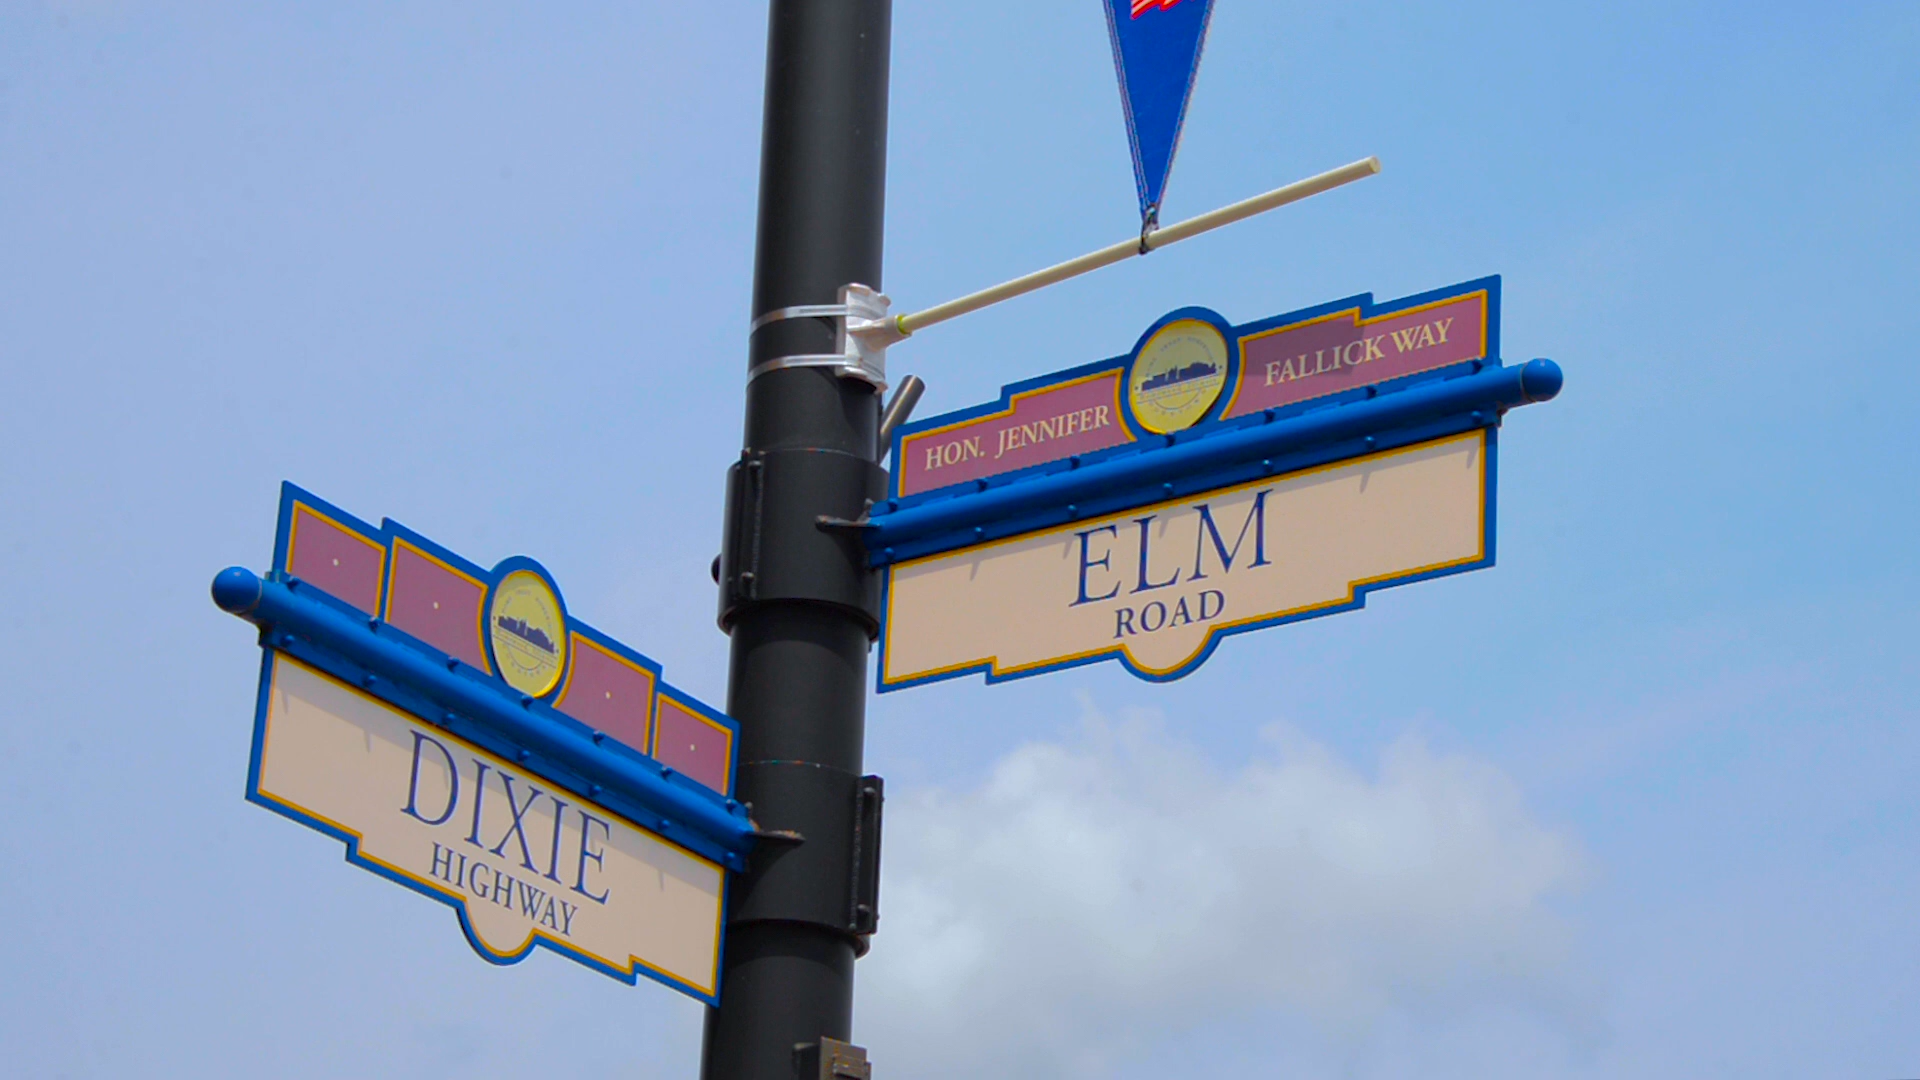 HON. JENNIFER FALLICK WAY
ELM
ROAD
DIXIE
HIGHWAY